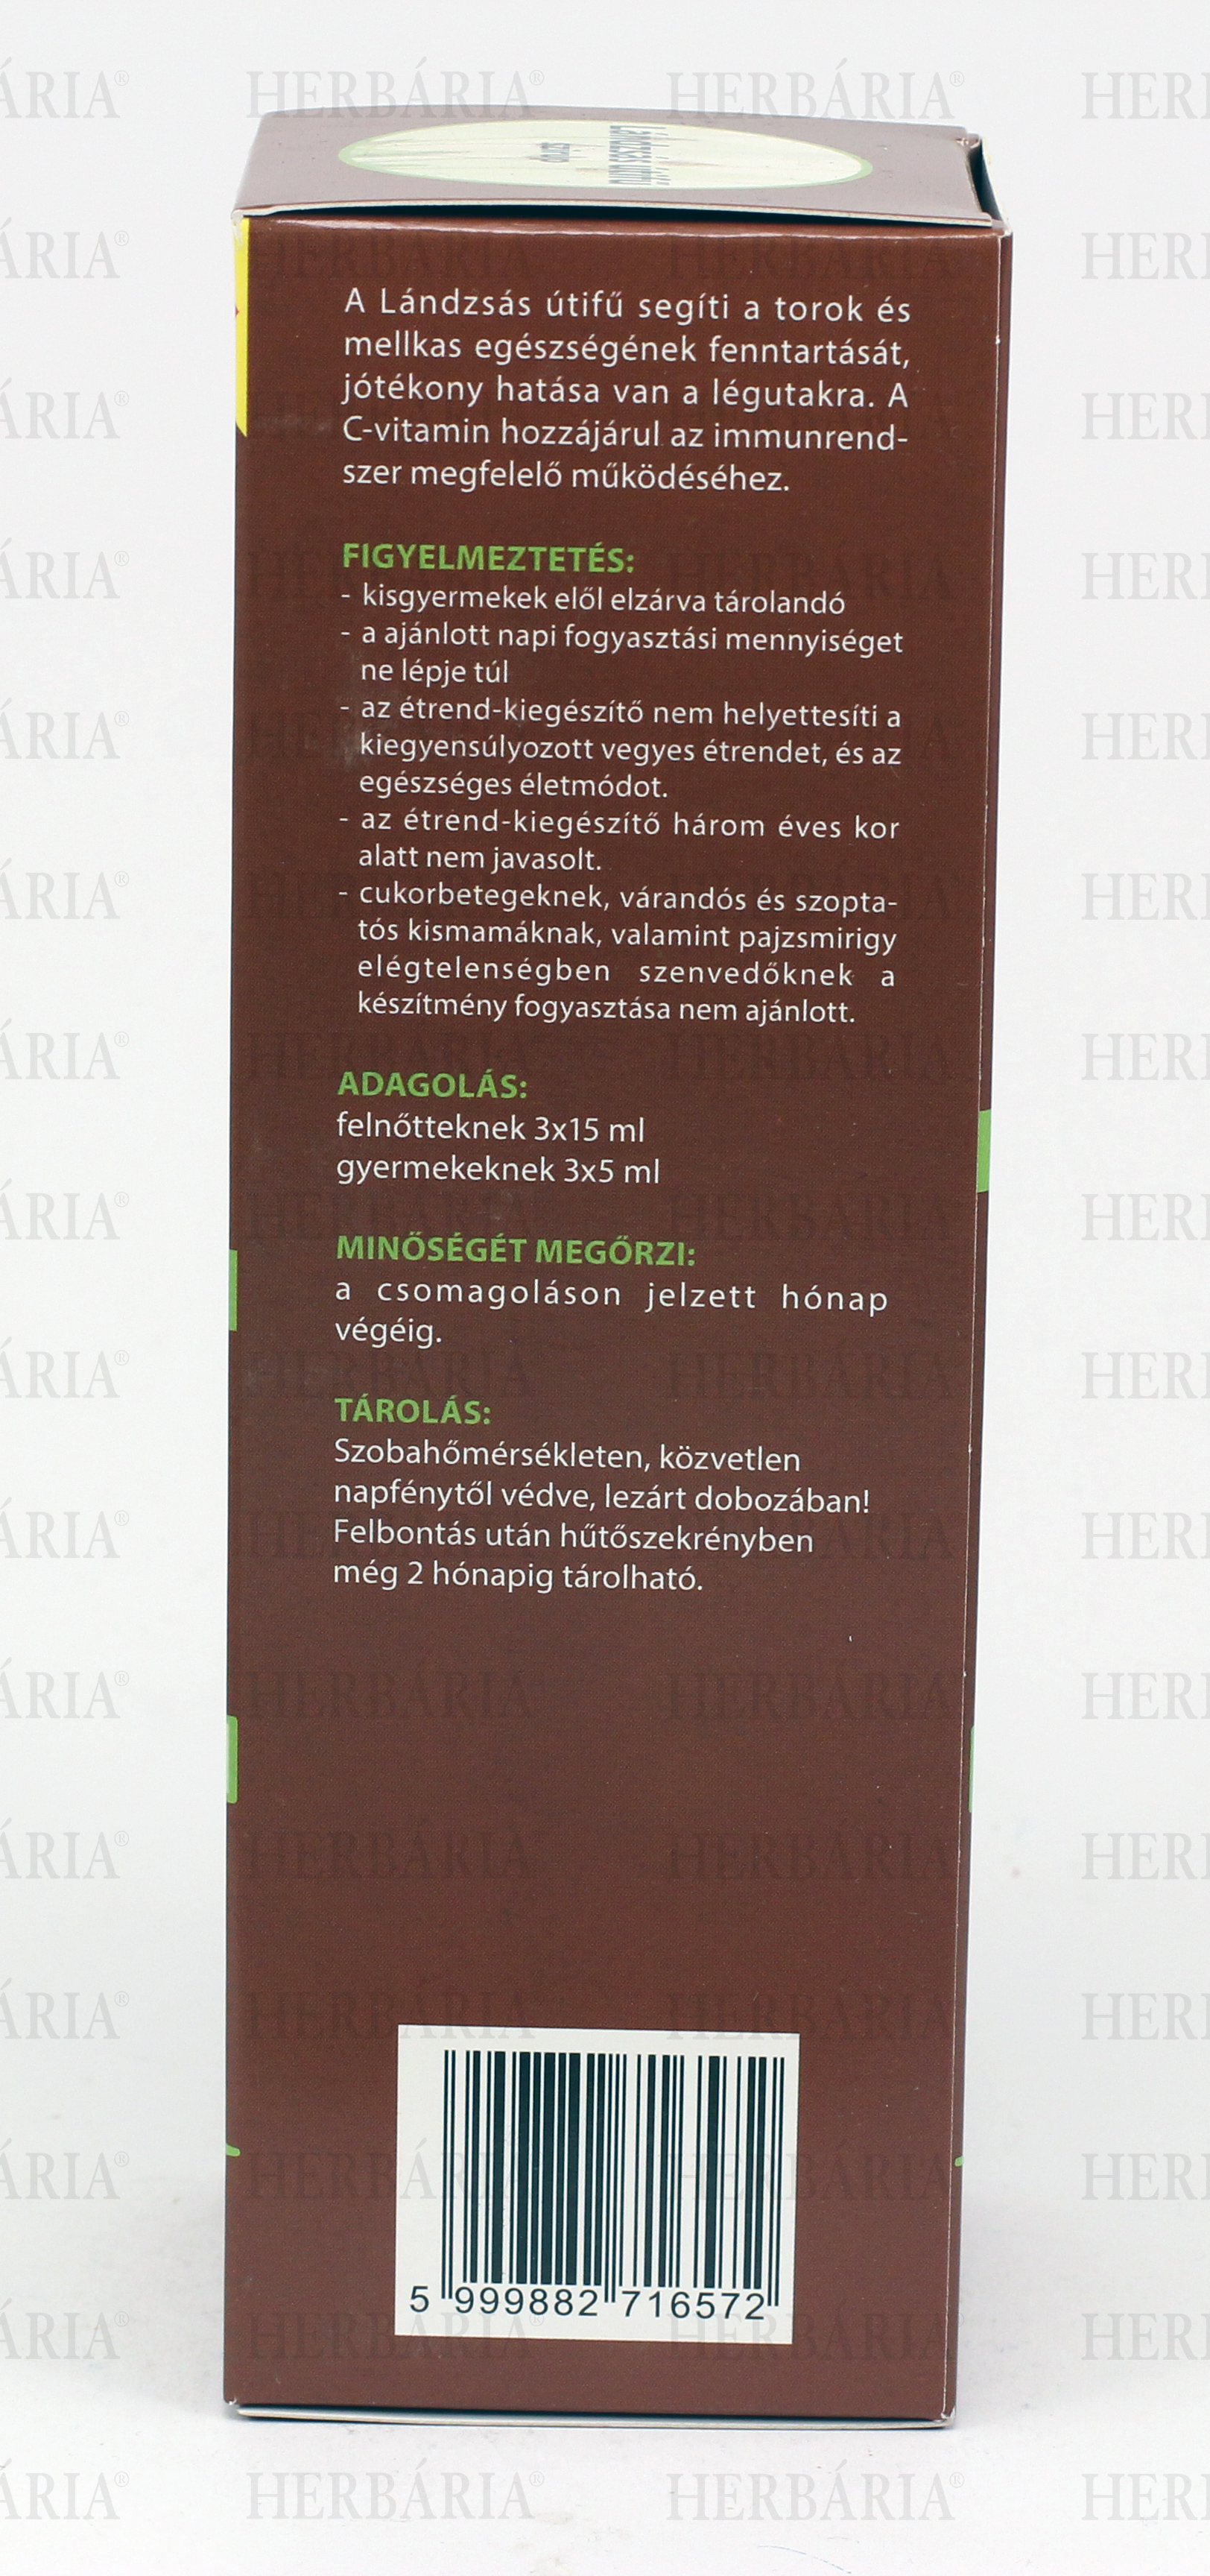 Lándzsás útifű
szirup
A Lándzsás útifű segíti a torok és
mellkas egészségének fenntartását,
jótékony hatása van a légutakra. A
C-vitamin hozzájárul az immunrend-
szer megfelelő működéséhez.
FIGYELMEZTETÉS:
- kisgyermekek elől elzárva tárolandó
- a ajánlott napi fogyasztási mennyiséget
ne lépje túl
- az étrend-kiegészítő nem helyettesíti a
kiegyensúlyozott vegyes étrendet, és az
egészséges életmódot.
- az étrend-kiegészítő három éves kor
alatt nem javasolt.
- cukorbetegeknek, várandós és szopta-
tós kismamáknak, valamint pajzsmirigy
elégtelenségben szenvedőknek a
készítmény fogyasztása nem ajánlott.
ADAGOLÁS:
felnőtteknek 3x15 ml
gyermekeknek 3x5 ml
MINŐSÉGÉT MEGŐRZI:
a csomagoláson jelzett hónap
végéig.
TÁROLÁS:
Szobahőmérsékleten, közvetlen
napfénytől védve, lezárt dobozában!
Felbontás után hűtőszekrényben
még 2 hónapig tárolható.
5 999882 716572
HERBÁRIA®